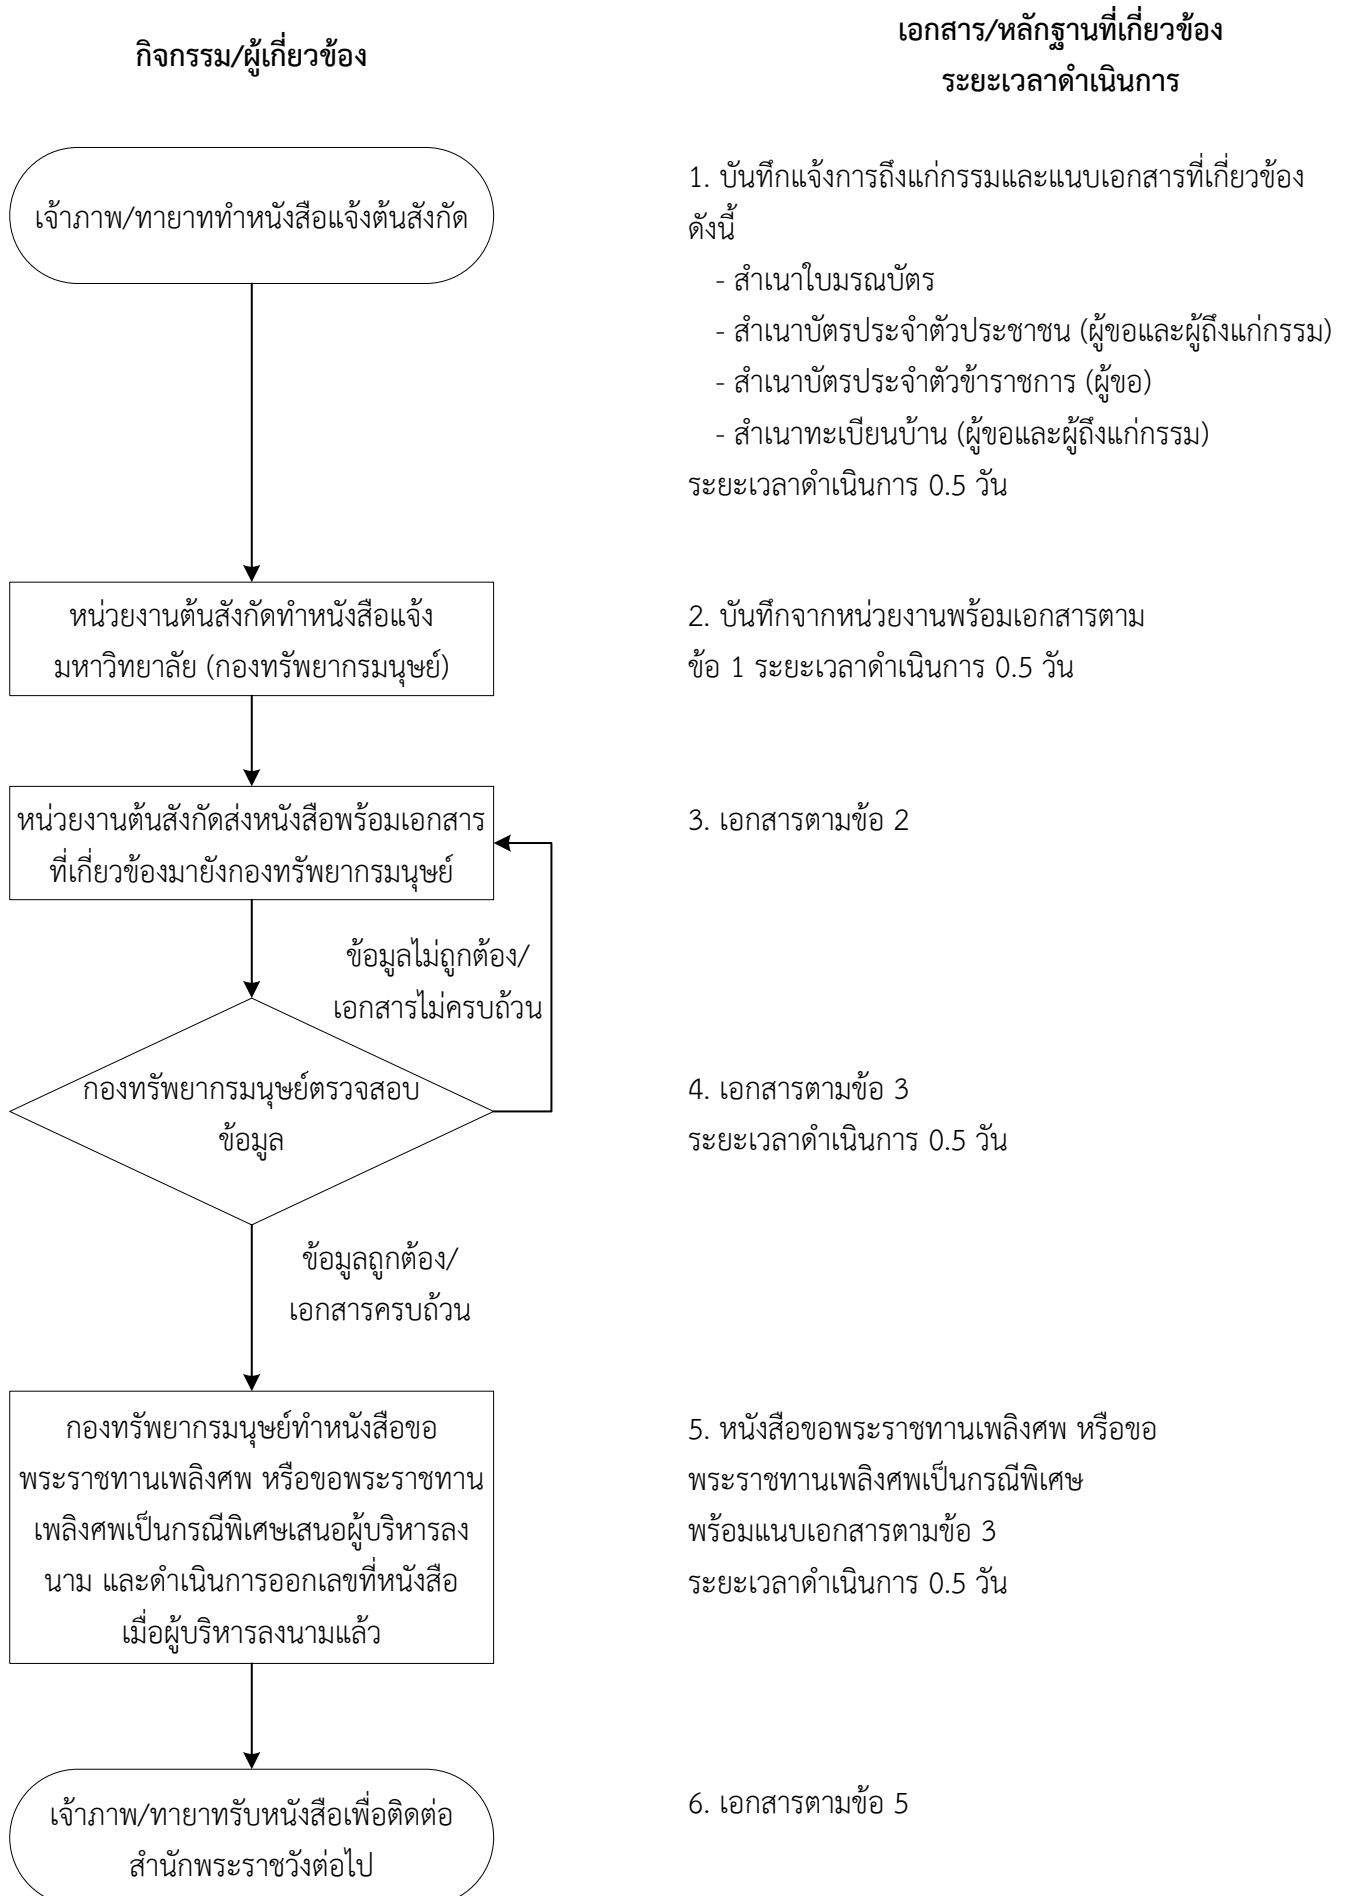 กิจกรรม/ผู้เกี่ยวข้อง
เอกสาร/หลักฐานที่เกี่ยวข้อง
ระยะเวลาดำเนินการ
เจ้าภาพ/ทายาททำหนังสือแจ้งต้นสังกัด
1. บันทึกแจ้งการถึงแก่กรรมและแนบเอกสารที่เกี่ยวข้อง
ดังนี้
- สำเนาใบมรณบัตร
- สำเนาบัตรประจำตัวประชาชน (ผู้ขอและผู้ถึงแก่กรรม)
- สำเนาบัตรประจำตัวข้าราชการ (ผู้ขอ)
- สำเนาทะเบียนบ้าน (ผู้ขอและผู้ถึงแก่กรรม)
ระยะเวลาดำเนินการ 0.5 วัน
หน่วยงานต้นสังกัดทำหนังสือแจ้ง
มหาวิทยาลัย (กองทรัพยากรมนุษย์)
2. บันทึกจากหน่วยงานพร้อมเอกสารตาม
ข้อ 1 ระยะเวลาดำเนินการ 0.5 วัน
หน่วยงานต้นสังกัดส่งหนังสือพร้อมเอกสาร
ที่เกี่ยวข้องมายังกองทรัพยากรมนุษย์
3. เอกสารตามข้อ 2
ข้อมูลไม่ถูกต้อง/
เอกสารไม่ครบถ้วน
กองทรัพยากรมนุษย์ตรวจสอบ
ข้อมูล
4. เอกสารตามข้อ 3
ระยะเวลาดำเนินการ 0.5 วัน
ข้อมูลถูกต้อง/
เอกสารครบถ้วน
กองทรัพยากรมนุษย์ทำหนังสือขอ
พระราชทานเพลิงศพ หรือขอพระราชทาน
เพลิงศพเป็นกรณีพิเศษเสนอผู้บริหารลง
นาม และดำเนินการออกเลขที่หนังสือ
เมื่อผู้บริหารลงนามแล้ว
5. หนังสือขอพระราชทานเพลิงศพ หรือขอ
พระราชทานเพลิงศพเป็นกรณีพิเศษ
พร้อมแนบเอกสารตามข้อ 3
ระยะเวลาดำเนินการ 0.5 วัน
เจ้าภาพ/ทายาทรับหนังสือเพื่อติดต่อ
สำนักพระราชวังต่อไป
6. เอกสารตามข้อ 5